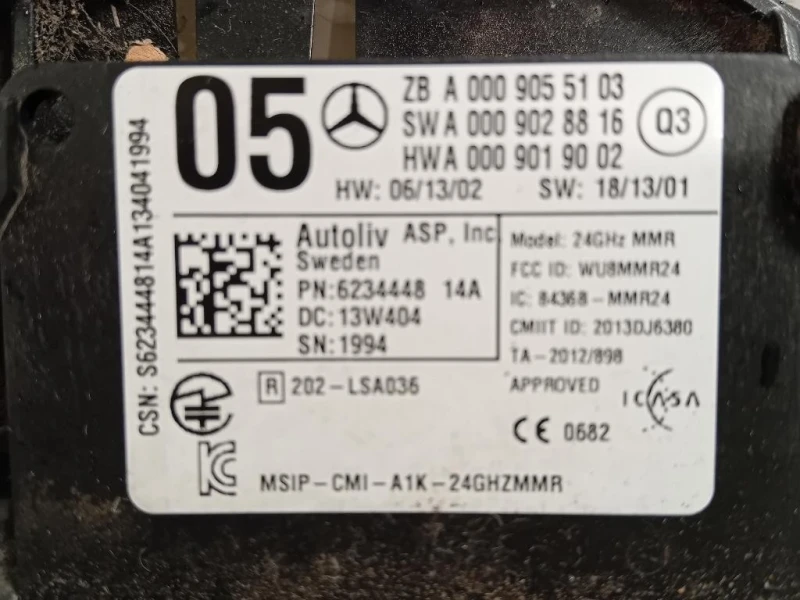 05
ZB A 000 905 51 03
SW A 000 902 88 16
HW A 000 901 90 02
Q3
HW: 06/13/02 SW: 18/13/01
CSN: S623444814A134041994
Autoliv ASP, Inc
Sweden
PN:6234448 14A
DC: 13W404
SN: 1994
Model: 24GHz MMR
FCC ID: WU8MMR24
IC: 8436B-MMR24
CMIIT ID: 2013DJ6380
TA-2012/898
APPROVED
ICASA
R 202-LSA036
CE 0682
MSIP-CMI-A1K-24GHZMMR